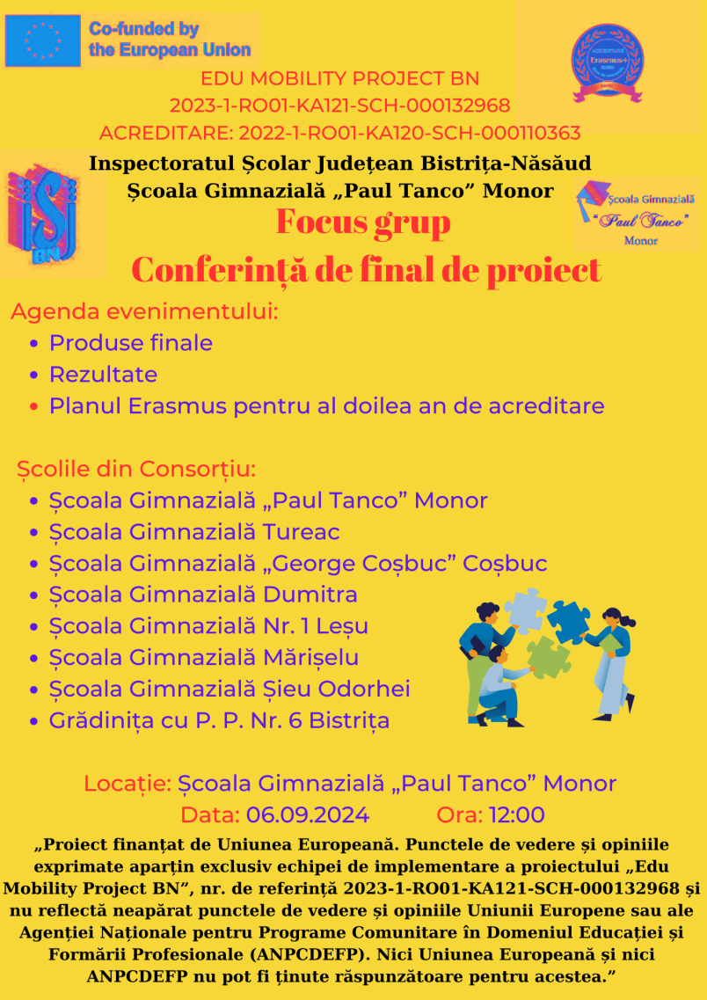 Co-funded by
the European Union
Erasmus+
EDU MOBILITY PROJECT BN
2023-1-RO01-KA121-SCH-000132968
ACREDITARE: 2022-1-RO01-KA120-SCH-000110363
Inspectoratul Școlar Județean Bistrița-Năsăud
Școala Gimnazială „Paul Tanco” Monor
ISJ
BN
Școala Gimnazială
“Paul Tanco”
Monor
Focus grup
Conferință de final de proiect
Agenda evenimentului:
• Produse finale
• Rezultate
• Planul Erasmus pentru al doilea an de acreditare
Școlile din Consorțiu:
• Școala Gimnazială „Paul Tanco” Monor
• Școala Gimnazială Tureac
• Școala Gimnazială „George Coșbuc” Coșbuc
• Școala Gimnazială Dumitra
• Școala Gimnazială Nr. 1 Leșu
• Școala Gimnazială Mărișelu
• Școala Gimnazială Șieu Odorhei
• Grădinița cu P. P. Nr. 6 Bistrița
Locație: Școala Gimnazială „Paul Tanco” Monor
Data: 06.09.2024 Ora: 12:00
„Proiect finanțat de Uniunea Europeană. Punctele de vedere și opiniile
exprimate aparțin exclusiv echipei de implementare a proiectului „Edu
Mobility Project BN”, nr. de referință 2023-1-RO01-KA121-SCH-000132968 și
nu reflectă neapărat punctele de vedere și opiniile Uniunii Europene sau ale
Agenției Naționale pentru Programe Comunitare în Domeniul Educației și
Formării Profesionale (ANPCDEFP). Nici Uniunea Europeană și nici
ANPCDEFP nu pot fi ținute răspunzătoare pentru acestea.”